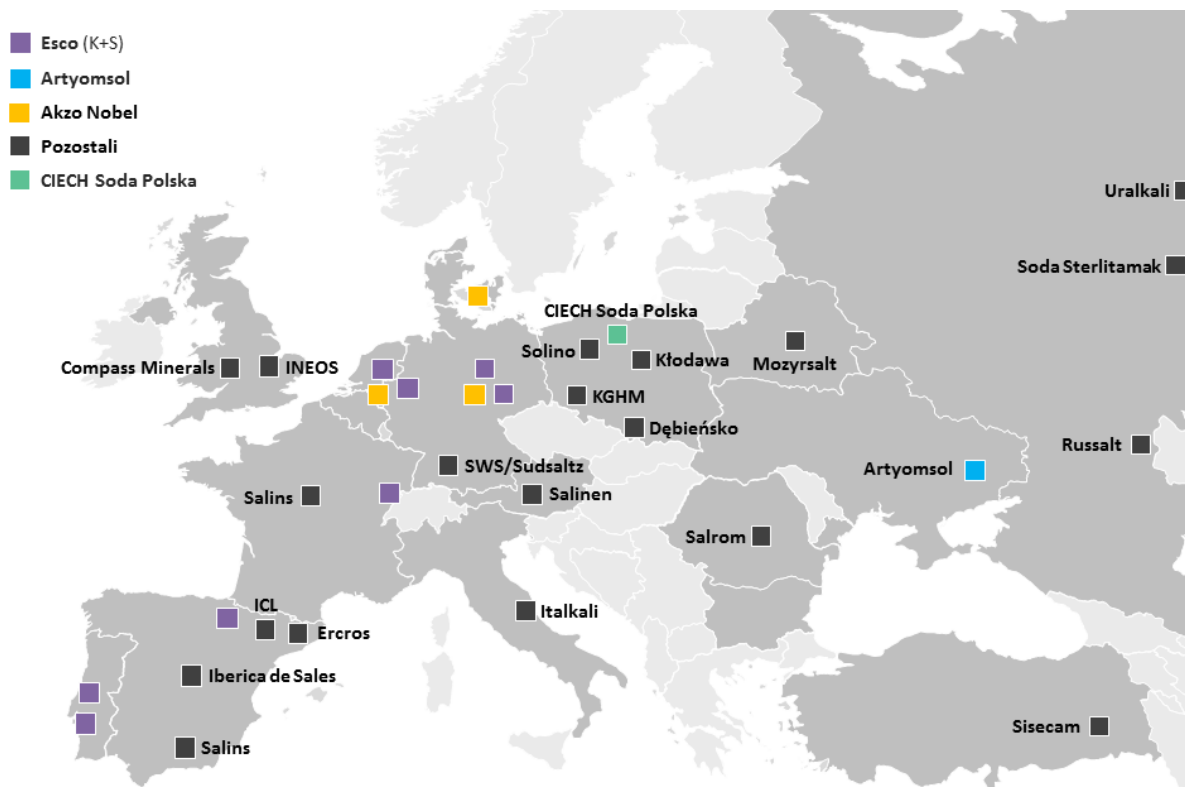 Esco (K+S)
Artyomsol
Akzo Nobel
Pozostali
CIECH Soda Polska
Uralkali
Soda Sterlitamak
CIECH Soda Polska
Solino
Kłodawa
Mozyrsalt
Compass Minerals
INEOS
KGHM
Dębieńsko
Russalt
SWS/Sudsaltz
Artyomsol
Salins
Salinen
Salrom
ICL
Italkali
Ercros
Iberica de Sales
Sisecam
Salins